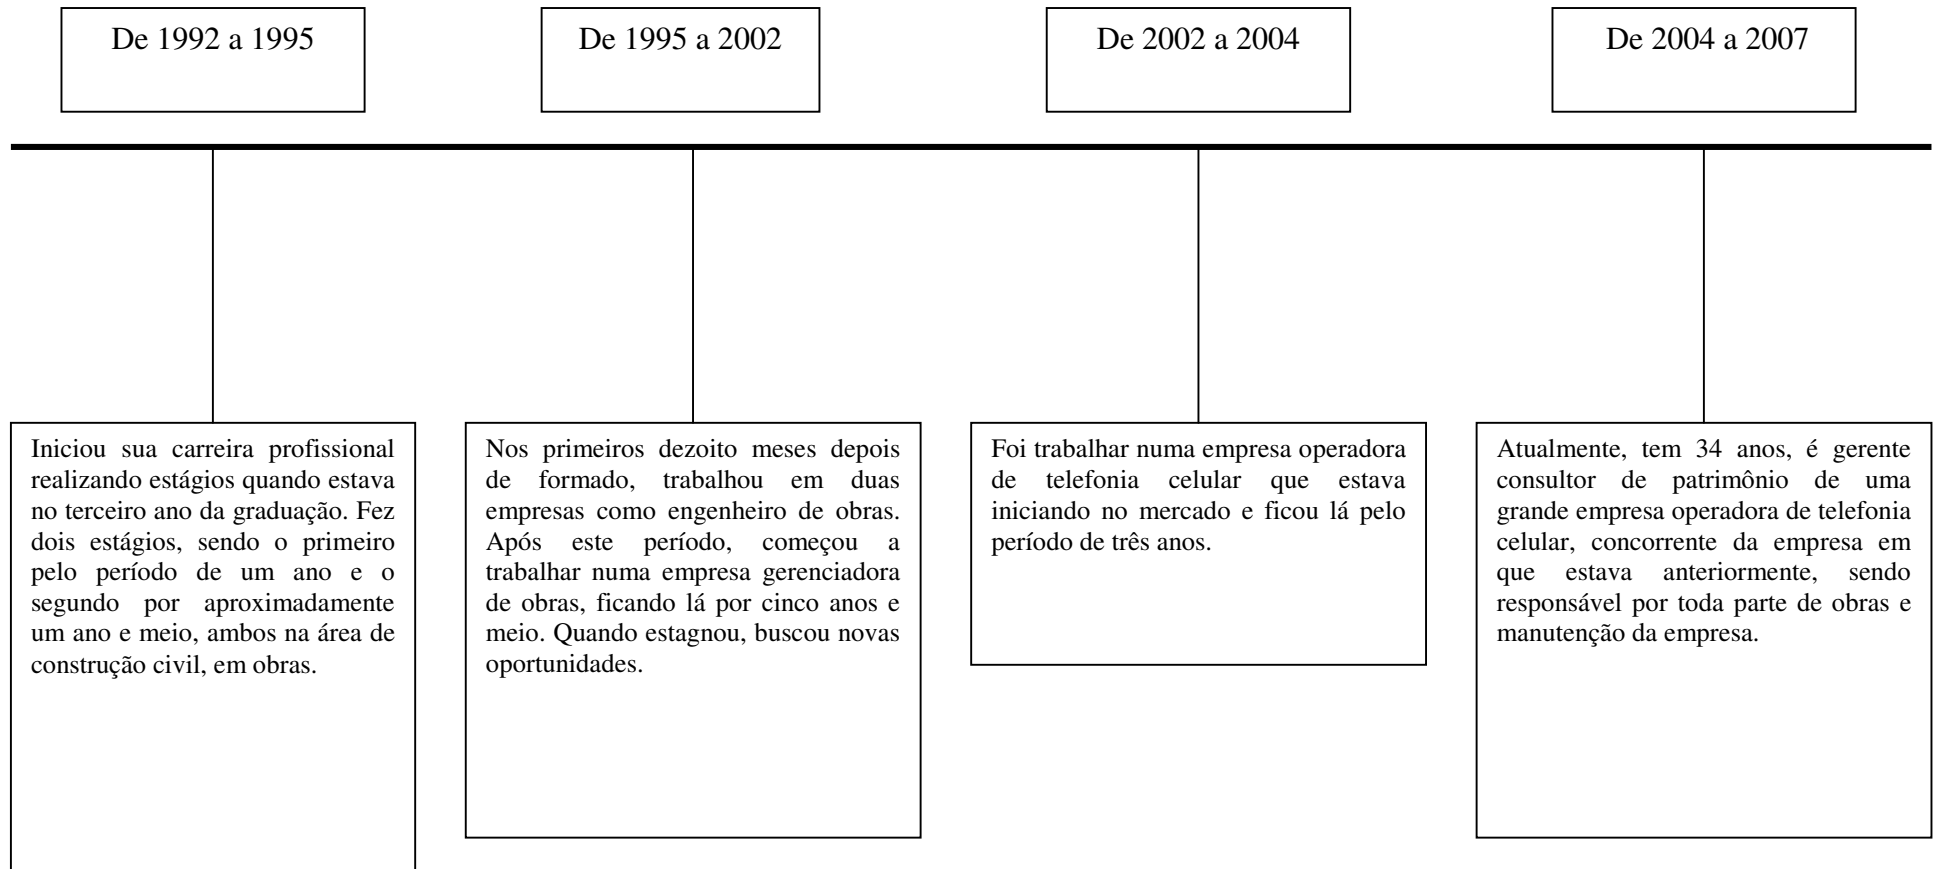 De 1992 a 1995
De 1995 a 2002
De 2002 a 2004
De 2004 a 2007
Iniciou sua carreira profissional
realizando estágios quando estava
no terceiro ano da graduação. Fez
dois estágios, sendo o primeiro
pelo período de um ano e o
segundo por aproximadamente
um ano e meio, ambos na área de
construção civil, em obras.
Nos primeiros dezoito meses depois
de formado, trabalhou em duas
empresas como engenheiro de obras.
Após este período, começou a
trabalhar numa empresa gerenciadora
de obras, ficando lá por cinco anos e
meio. Quando estagnou, buscou novas
oportunidades.
Foi trabalhar numa empresa operadora
de telefonia celular que estava
iniciando no mercado e ficou lá pelo
período de três anos.
Atualmente, tem 34 anos, é gerente
consultor de patrimônio de uma
grande empresa operadora de telefonia
celular, concorrente da empresa em
que estava anteriormente, sendo
responsável por toda parte de obras e
manutenção da empresa.